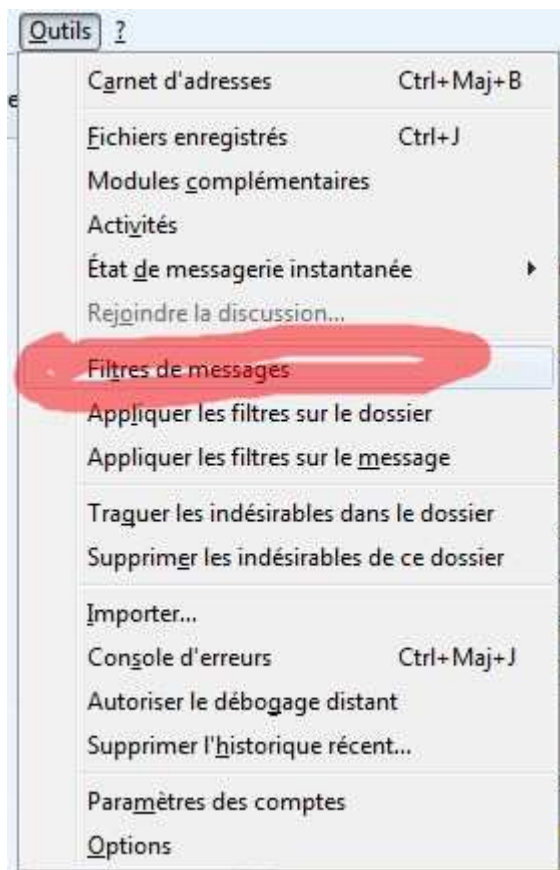 Outils ?
e
Carnet d'adresses Ctrl+Maj+B
Fichiers enregistrés Ctrl+J
Modules complémentaires
Activités
État de messagerie instantanée
Rejoindre la discussion...
Filtres de messages
Appliquer les filtres sur le dossier
Appliquer les filtres sur le message
Traquer les indésirables dans le dossier
Supprimer les indésirables de ce dossier
Importer...
Console d'erreurs Ctrl+Maj+J
Autoriser le débogage distant
Supprimer l'historique récent...
Paramètres des comptes
Options